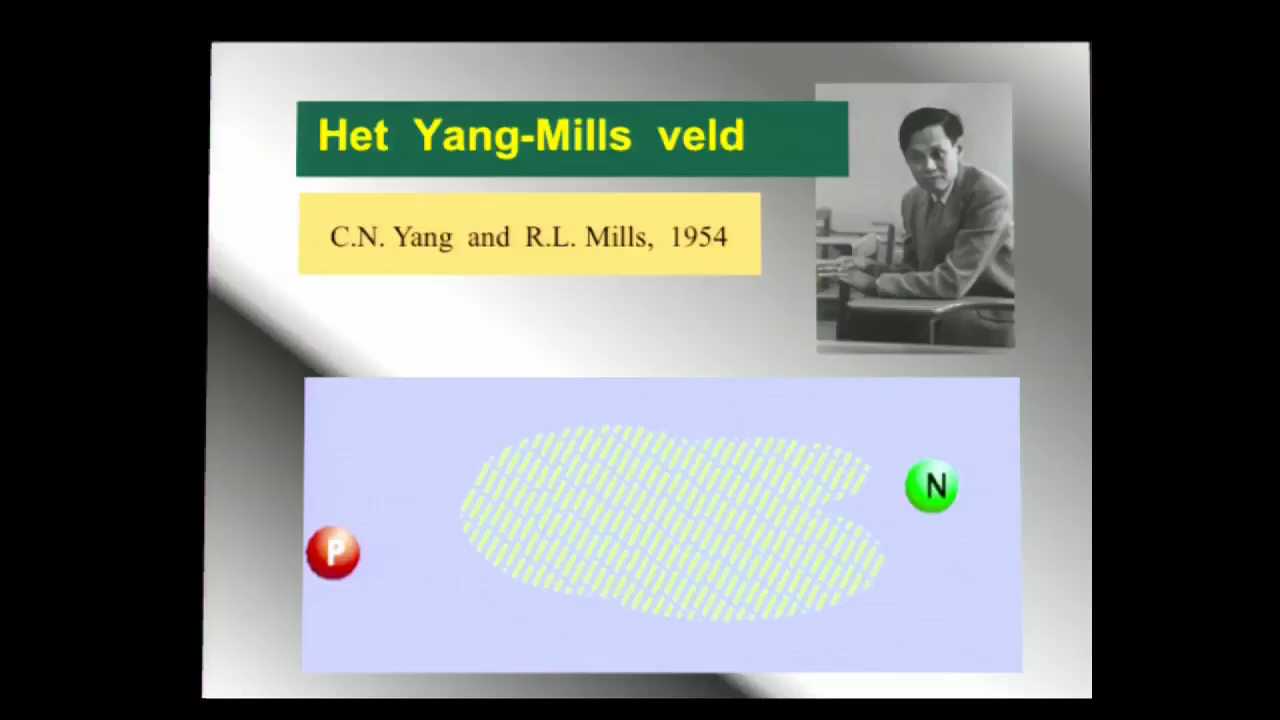 Het Yang-Mills veld
C.N. Yang and R.L. Mills, 1954
N
P